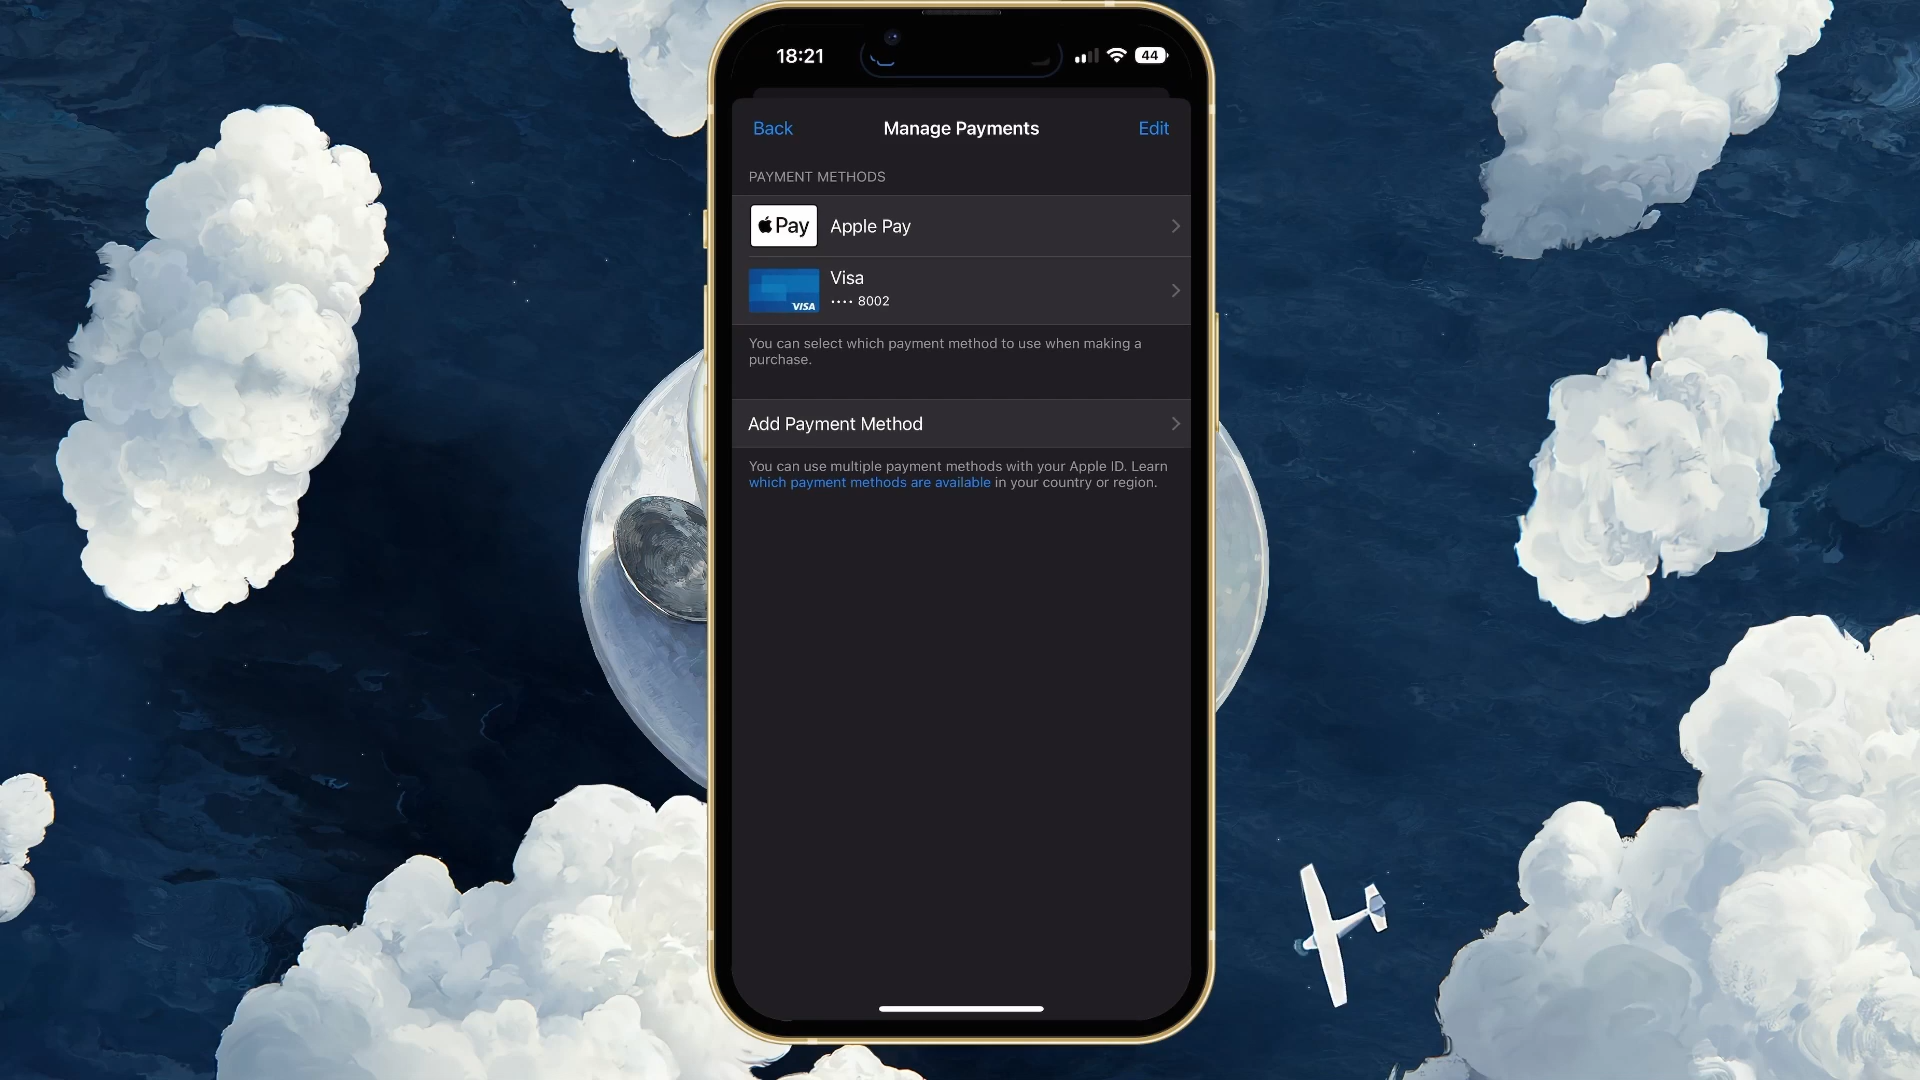 18:21
44
Back
Manage Payments
Edit
PAYMENT METHODS
Pay
Apple Pay
VISA
Visa
•••• 8002
You can select which payment method to use when making a
purchase.
Add Payment Method
You can use multiple payment methods with your Apple ID. Learn
which payment methods are available in your country or region.